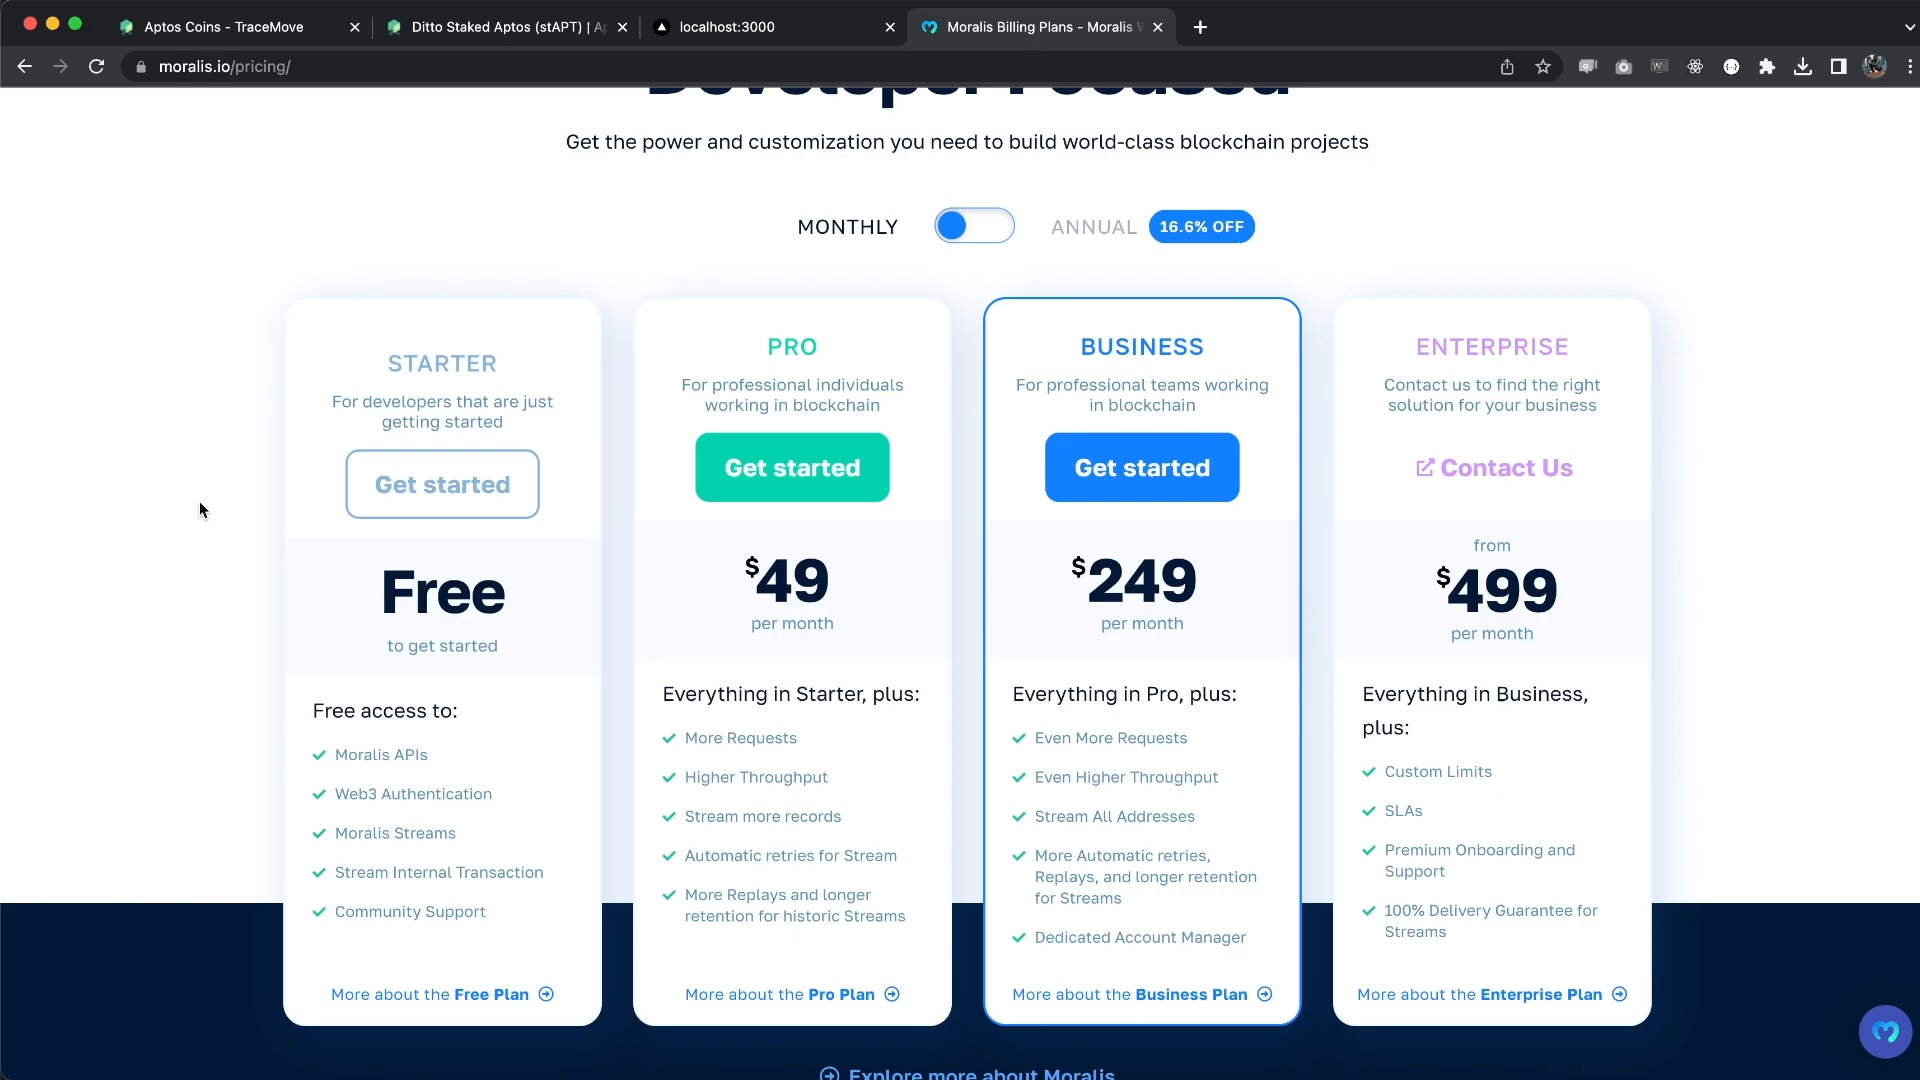 Aptos Coins - TraceMove
Ditto Staked Aptos (stAPT) | A
localhost:3000
Moralis Billing Plans - Moralis
moralis.io/pricing/
Developer Focused
Get the power and customization you need to build world-class blockchain projects
MONTHLY
ANNUAL
16.6% OFF
STARTER
For developers that are just
getting started
Get started
Free
to get started
Free access to:
Moralis APIs
Web3 Authentication
Moralis Streams
Stream Internal Transaction
Community Support
More about the Free Plan
PRO
For professional individuals
working in blockchain
Get started
$49
per month
Everything in Starter, plus:
More Requests
Higher Throughput
Stream more records
Automatic retries for Stream
More Replays and longer
retention for historic Streams
More about the Pro Plan
BUSINESS
For professional teams working
in blockchain
Get started
$249
per month
Everything in Pro, plus:
Even More Requests
Even Higher Throughput
Stream All Addresses
More Automatic retries,
Replays, and longer retention
for Streams
Dedicated Account Manager
More about the Business Plan
ENTERPRISE
Contact us to find the right
solution for your business
Contact Us
from
$499
per month
Everything in Business,
plus:
Custom Limits
SLAs
Premium Onboarding and
Support
100% Delivery Guarantee for
Streams
More about the Enterprise Plan
Explore more about Moralis